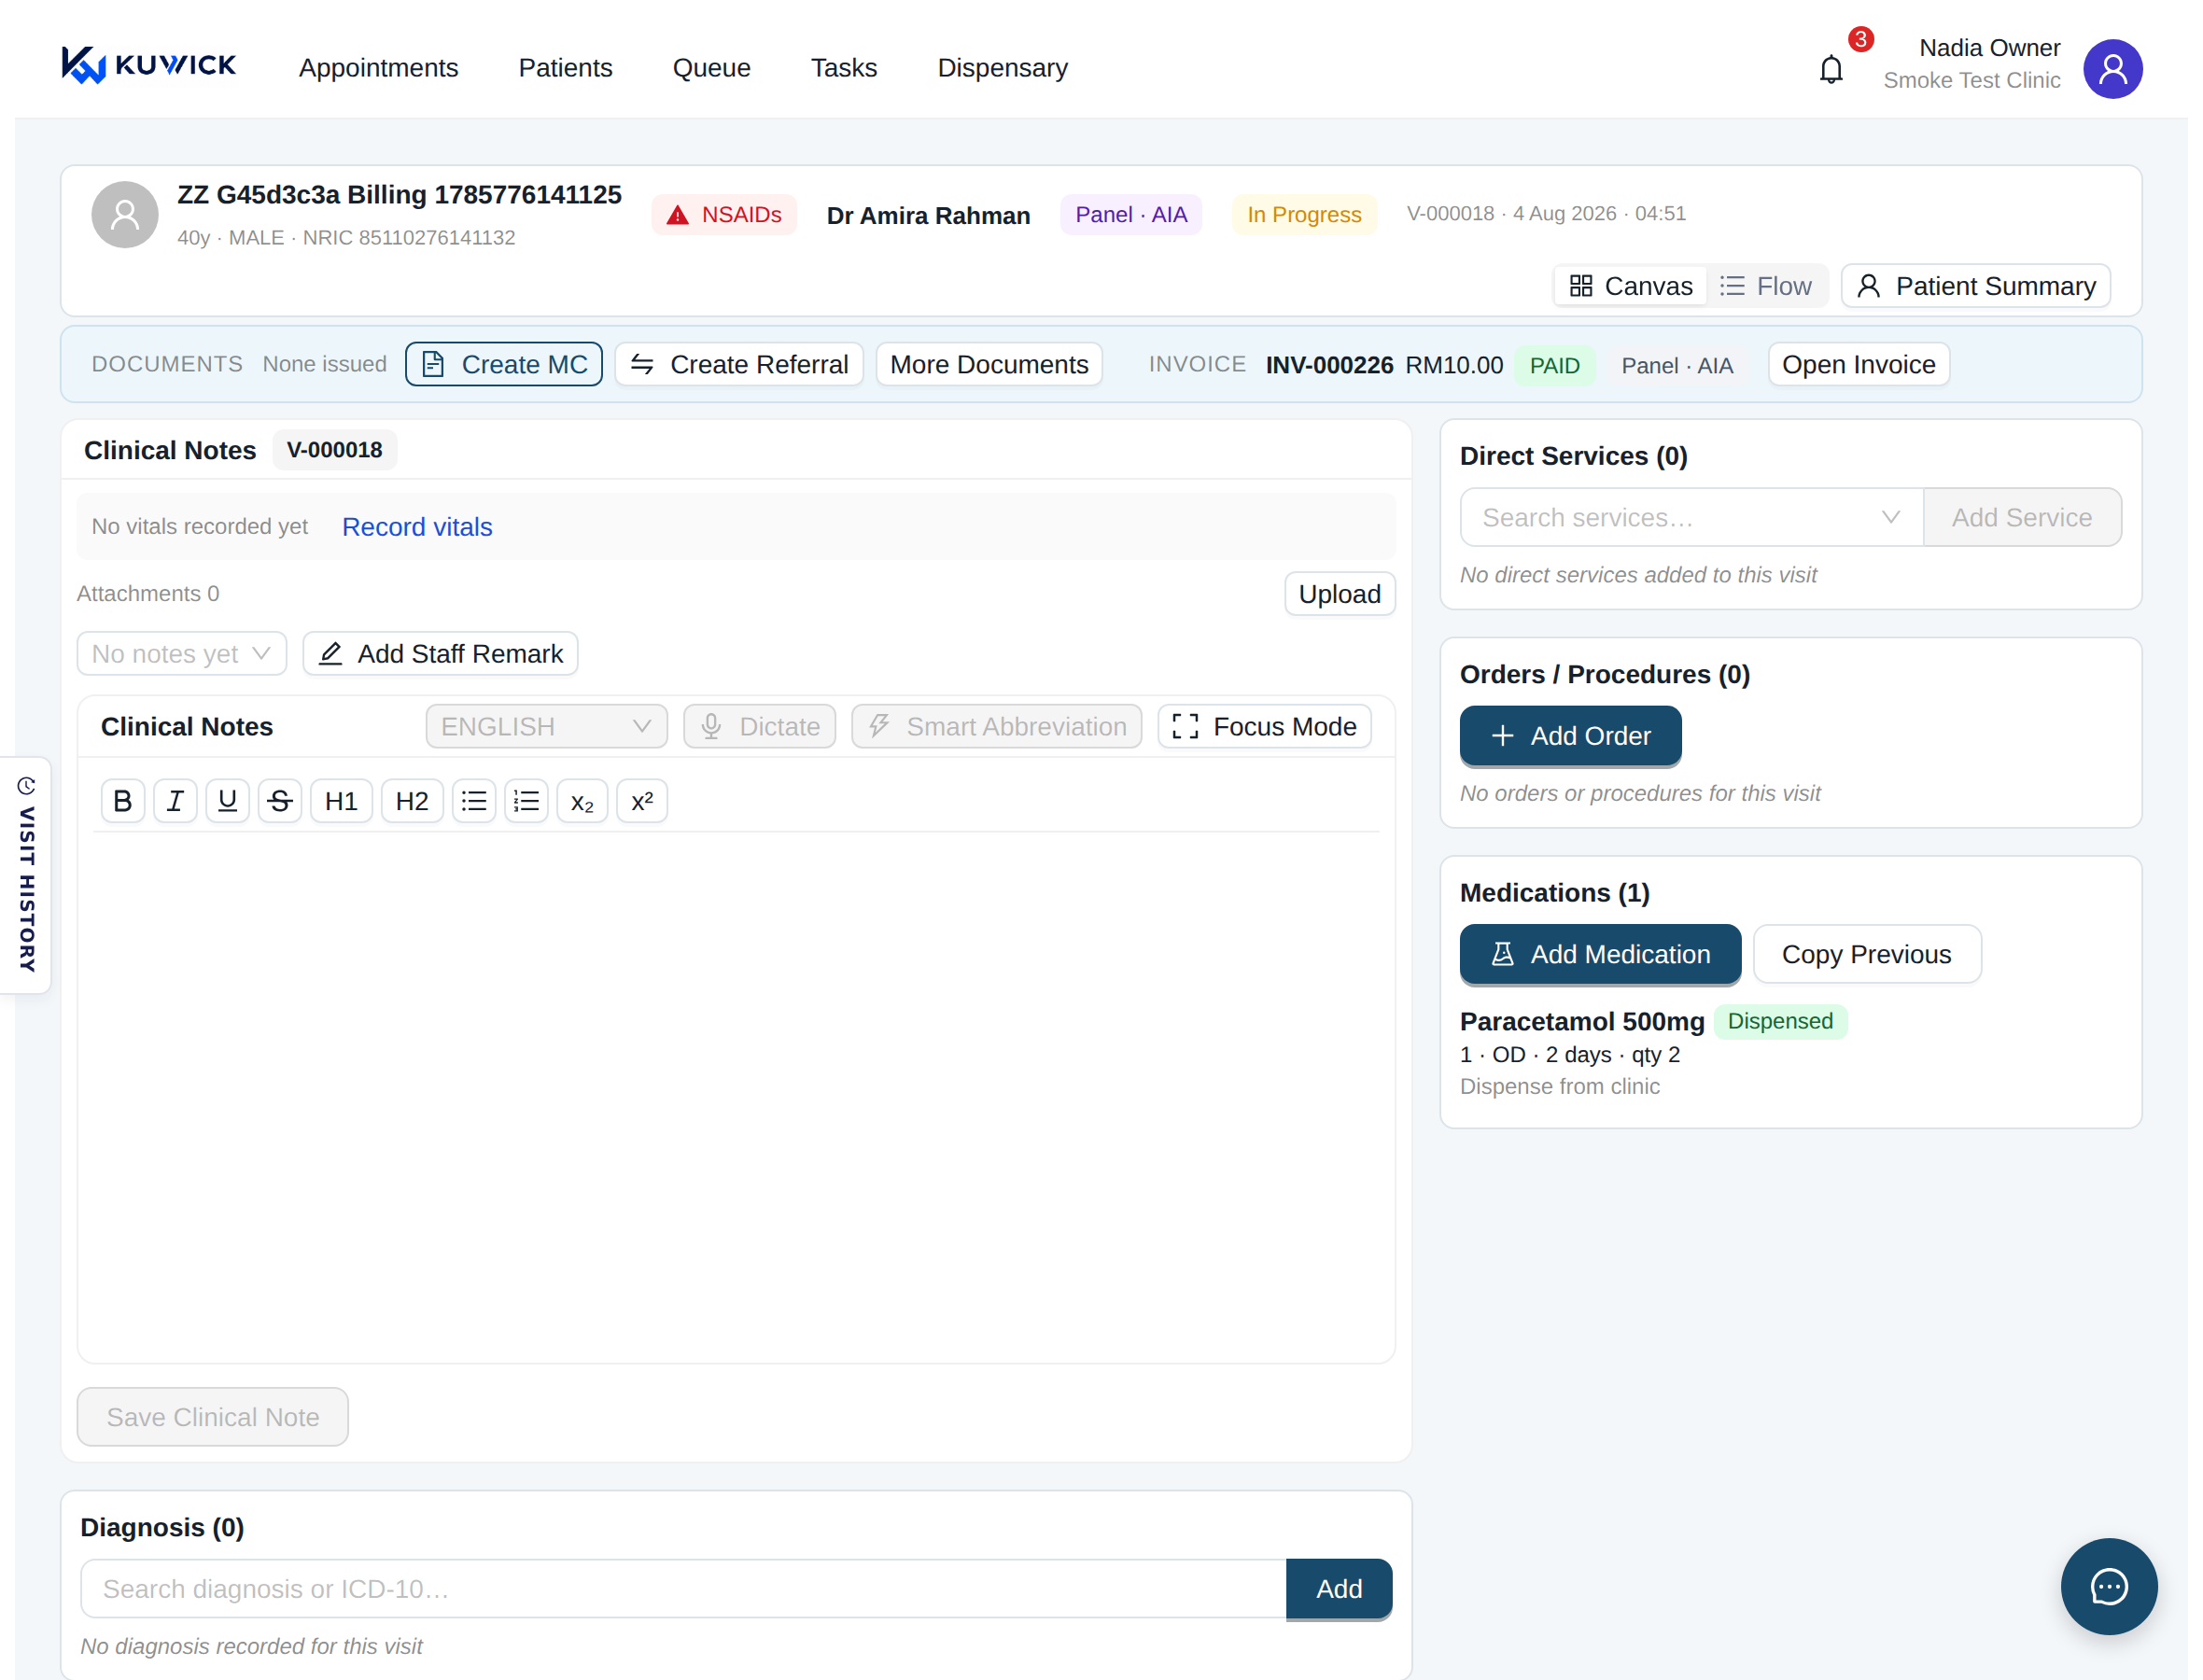 KUWICK Appointments Patients Queue Tasks Dispensary
3
Nadia Owner
Smoke Test Clinic
ZZ G45d3c3a Billing 1785776141125
40y · MALE · NRIC 85110276141132
NSAIDs Dr Amira Rahman Panel · AIA In Progress V-000018 · 4 Aug 2026 · 04:51
Canvas Flow Patient Summary
DOCUMENTS None issued Create MC Create Referral More Documents INVOICE INV-000226 RM10.00 PAID Panel · AIA Open Invoice
Clinical Notes V-000018
No vitals recorded yet Record vitals
Attachments 0 Upload
No notes yet Add Staff Remark
Clinical Notes ENGLISH Dictate Smart Abbreviation Focus Mode
B I U S H1 H2 x₂ x²
Save Clinical Note
VISIT HISTORY
Diagnosis (0)
Search diagnosis or ICD-10… Add
No diagnosis recorded for this visit
Direct Services (0)
Search services… Add Service
No direct services added to this visit
Orders / Procedures (0)
Add Order
No orders or procedures for this visit
Medications (1)
Add Medication Copy Previous
Paracetamol 500mg Dispensed
1 · OD · 2 days · qty 2
Dispense from clinic